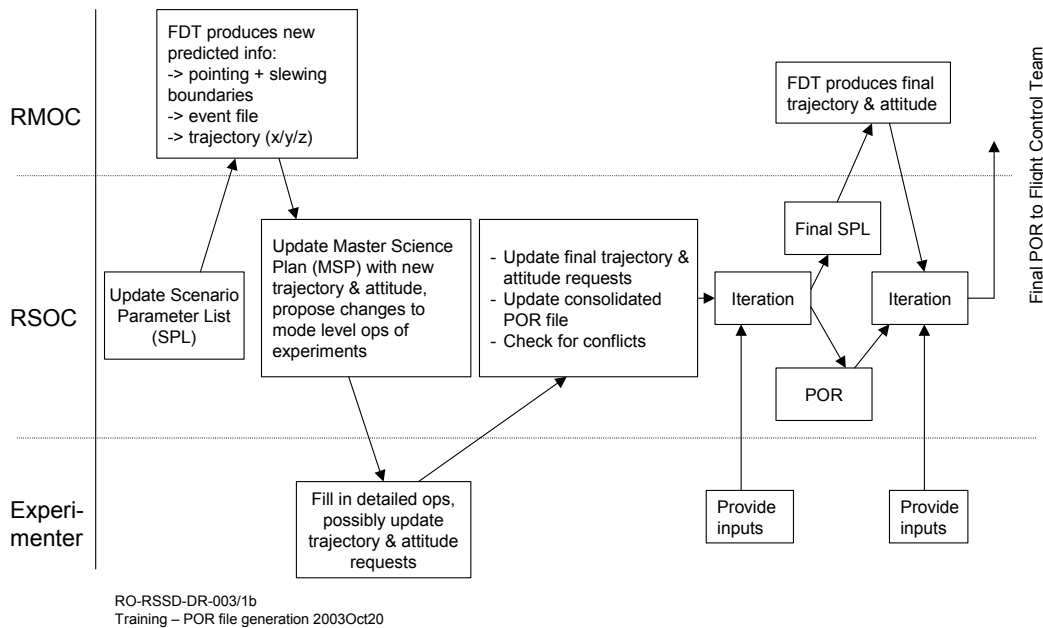 RMOC
FDT produces new
predicted info:
-> pointing + slewing
boundaries
-> event file
-> trajectory (x/y/z)
FDT produces final
trajectory & attitude
Final POR to Flight Control Team
RSOC
Update Scenario
Parameter List
(SPL)
Update Master Science
Plan (MSP) with new
trajectory & attitude,
propose changes to
mode level ops of
experiments
- Update final trajectory &
attitude requests
- Update consolidated
POR file
- Check for conflicts
Iteration
Final SPL
POR
Iteration
Experi-
menter
Fill in detailed ops,
possibly update
trajectory & attitude
requests
Provide
inputs
Provide
inputs
RO-RSSD-DR-003/1b
Training – POR file generation 2003Oct20